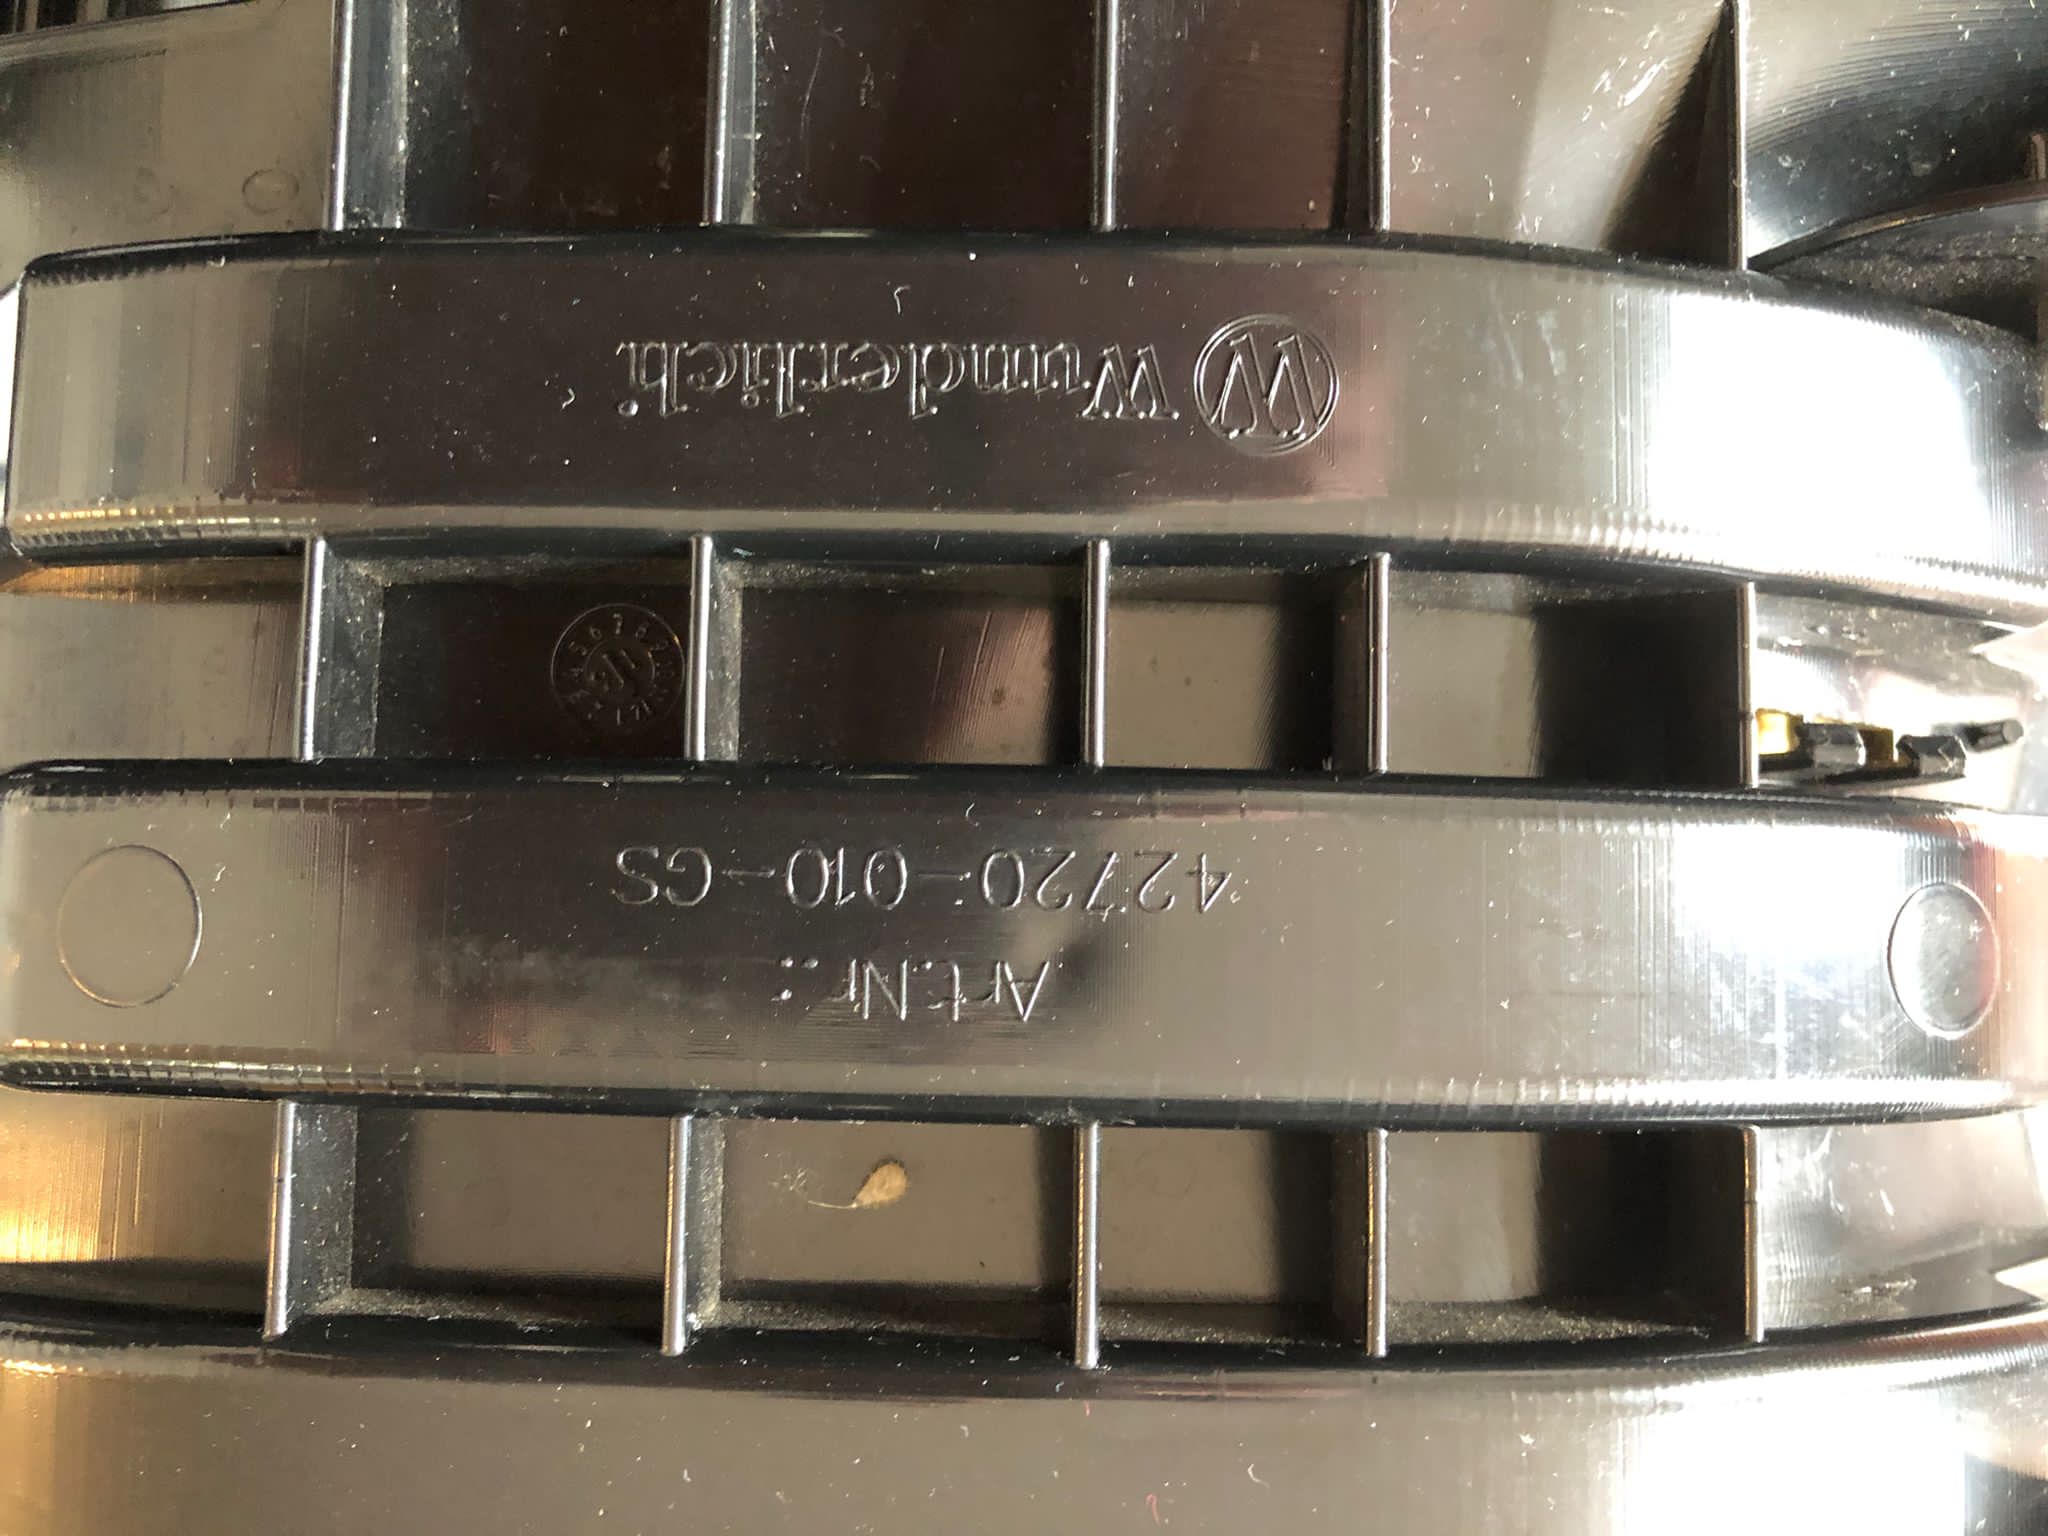 Art.Nr.:
42720-010-GS
W Wunderlich